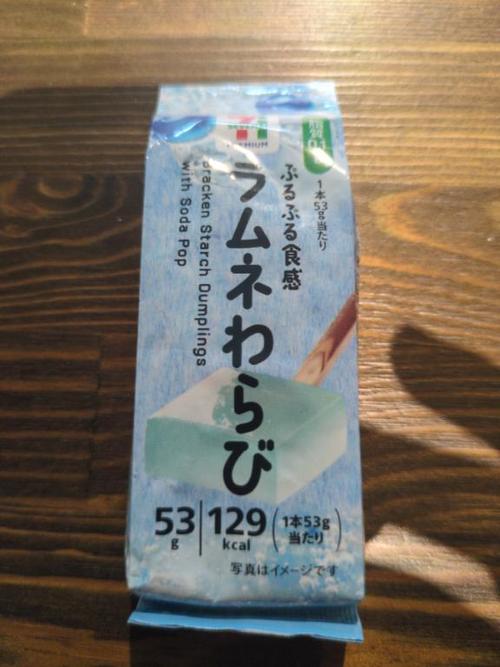 PREMIUM
1本53g当たり
ぷるぷる食感
ラムネわらび
Bracken Starch Dumplings
with Soda Pop
53g
129kcal
(1本53g
当たり)
写真はイメージです